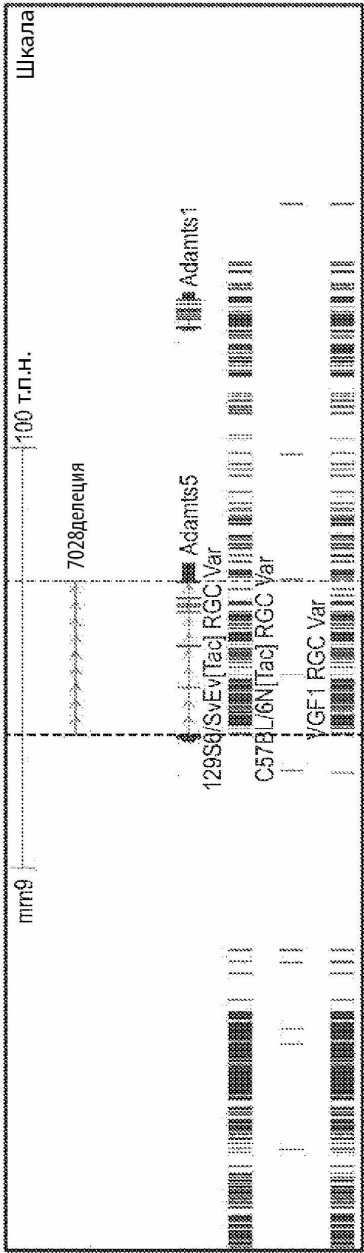 Шкала
mm9
100 т.п.н.
7028делеция
Adamts5
Adamts1
129S6/SvEv[Tac] RGC Var
C57BL/6N[Tac] RGC Var
VGF1 RGC Var